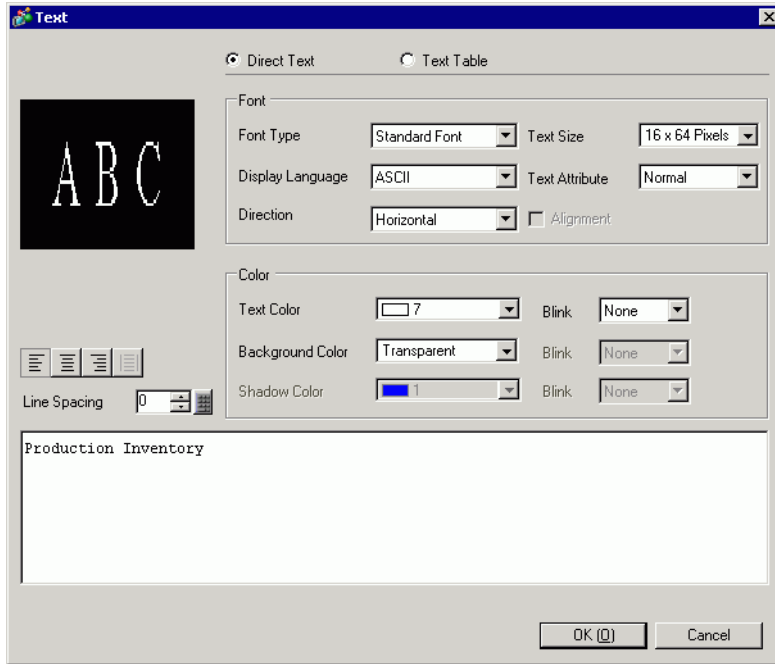 Text
Direct Text Text Table
Font
Font Type Standard Font Text Size 16 x 64 Pixels
Display Language ASCII Text Attribute Normal
Direction Horizontal Alignment
A B C
Color
Text Color 7 Blink None
Background Color Transparent Blink None
Shadow Color 1 Blink None
Line Spacing 0
Production Inventory
OK (O) Cancel